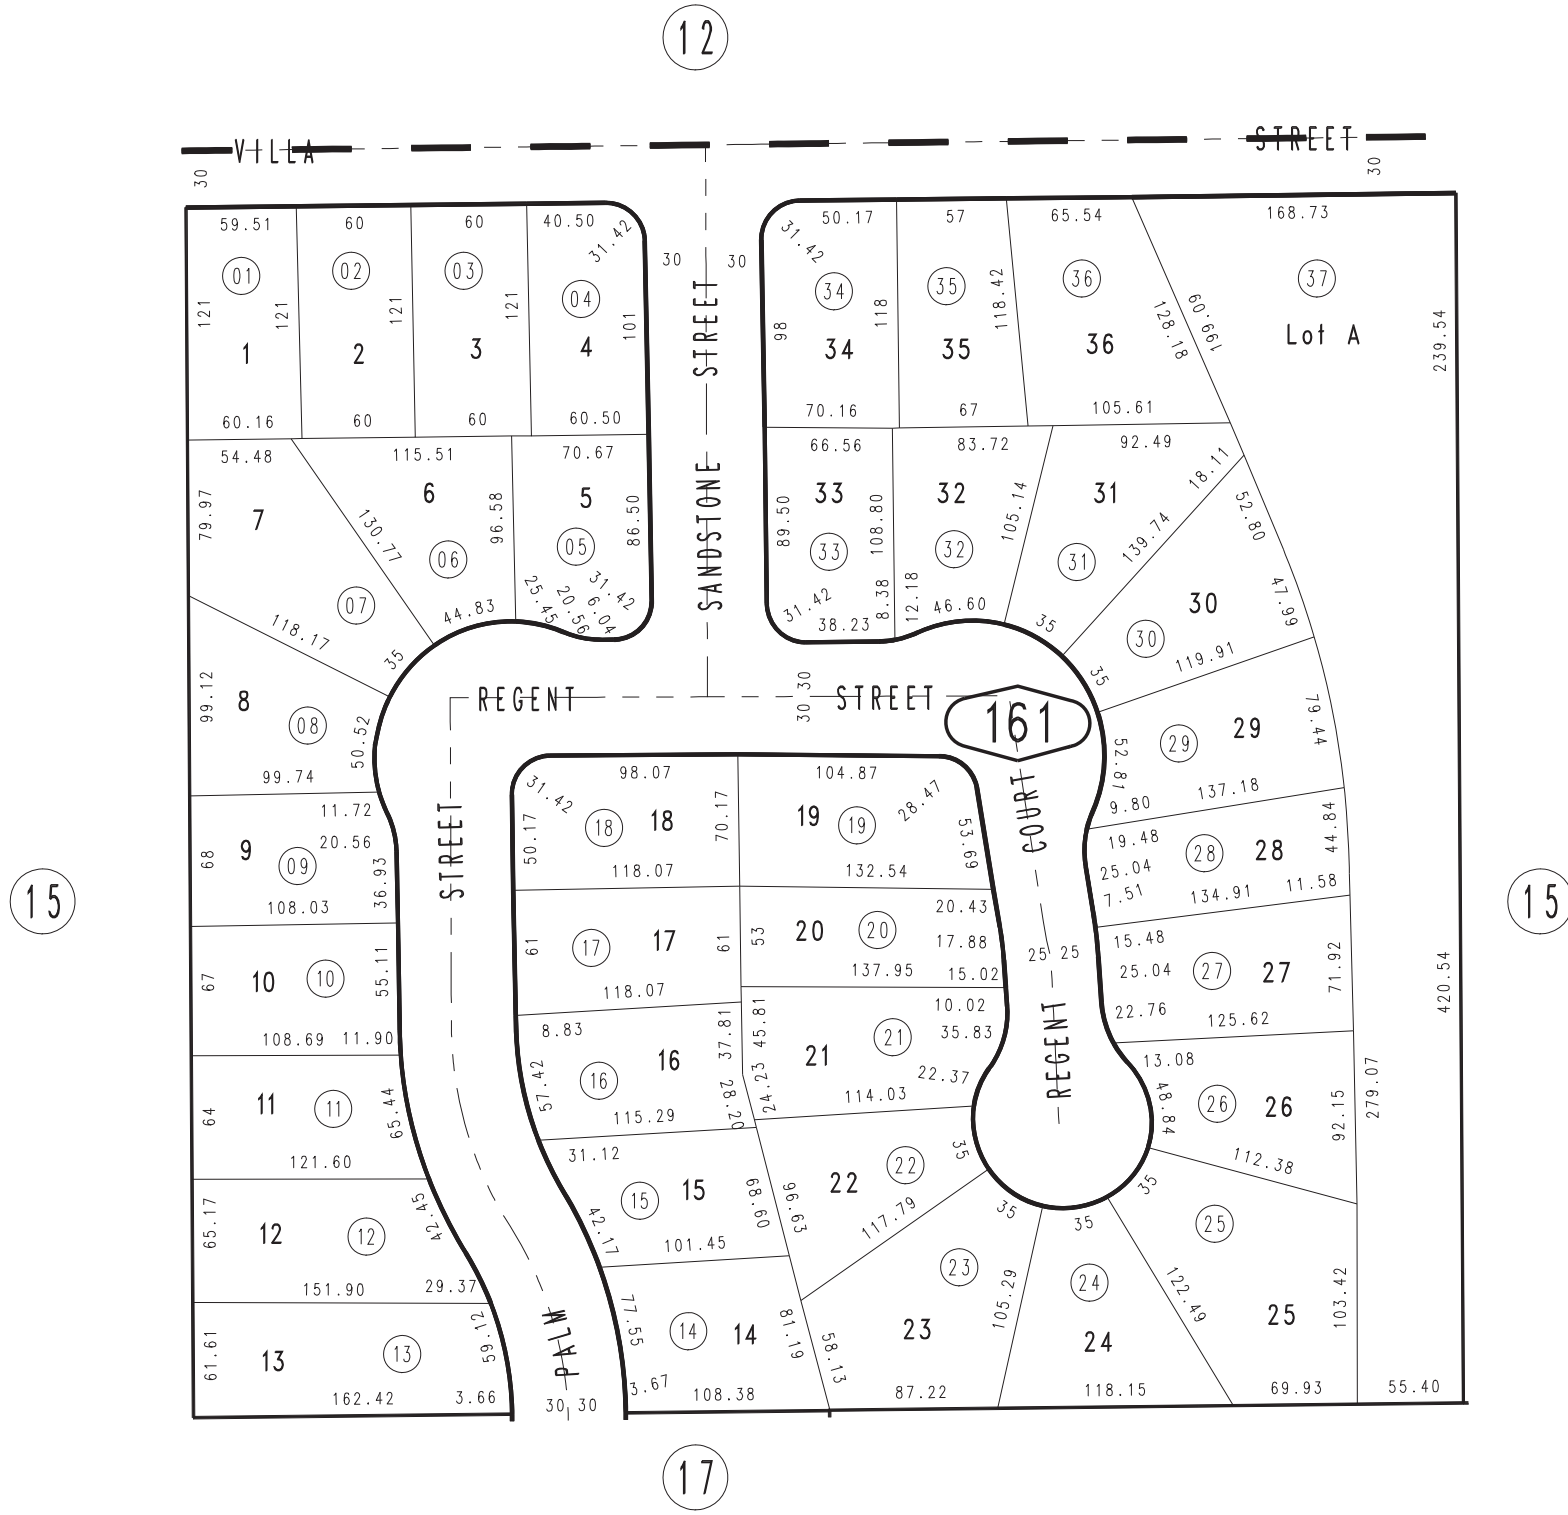 12
VILLA STREET
30 30
59.51 60 60 40.50 31.42
01 02 03 04
121 121 121 121 101
1 2 3 4
60.16 60 60 60.50
30 30
SANDSTONE STREET
50.17 57 65.54 168.73
31.42
34 35 36 37
98 118 118.42 128.18 199.09 239.54
34 35 36 Lot A
70.16 67 105.61
54.48 115.51 70.67
7 6 5
79.97 130.77 96.58 86.50
07 06 05
118.17 35 44.83 25.45 20.56 6.04 31.42
66.56 83.72 92.49 18.11
33 32 31
89.50 108.80 105.14 139.74 52.80
33 32 31
31.42 38.23 8.38 12.18 46.60 35
30
30
47.99
35 119.91
99.12 8 08 50.52
99.74
REGENT STREET
30 30
161
29 29
79.44
52.81 9.80 137.18
11.72
9 20.56
68 09 36.93
108.03
STREET
98.07 104.87
31.42 28.47
50.17 18 18 70.17 19 19 53.69
118.07 132.54
COURT
19.48
25.04 28 28 44.84
7.51 134.91 11.58
15 15
67 10 10 55.11
108.69 11.90
61 17 17 61
118.07
53 20 20 20.43
17.88
137.95 15.02
25 25
15.48
25.04 27 27 71.92
22.76 125.62
420.54
64 11 11 65.44
121.60
8.83
57.42 16 16 37.81
115.29 20.82
45.81 24.23 21 21 10.02
35.83
22.37
114.03
REGENT
13.08
48.84 26 26 92.15 279.07
112.38
65.17 12 12 42.45
151.90 29.37
31.12
42.17 15 15 68.60
101.45
22 22 35
96.63 117.79
35 35 35
25
122.49 25 103.42
61.61 13 13 59.12
162.42 3.66
PALM
30 30
77.55 14 14 81.19
3.67 108.38
58.13 23 23 105.29
87.22
24
24
118.15
69.93 55.40
17